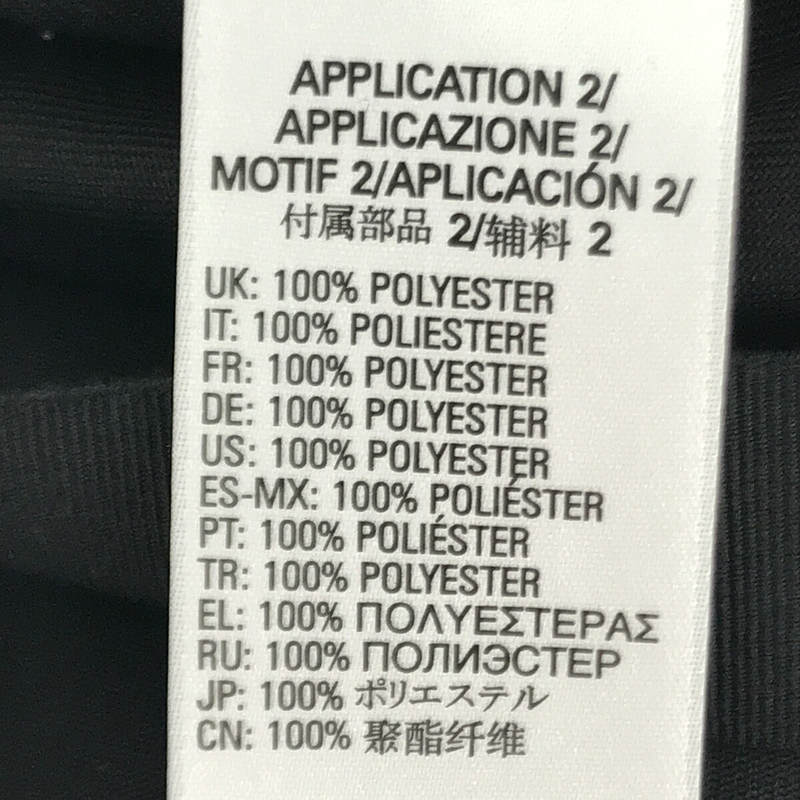 APPLICATION 2/
APPLICAZIONE 2/
MOTIF 2/APLICACIÓN 2/
付属部品 2/辅料 2
UK: 100% POLYESTER
IT: 100% POLIESTERE
FR: 100% POLYESTER
DE: 100% POLYESTER
US: 100% POLYESTER
ES-MX: 100% POLIÉSTER
PT: 100% POLIÉSTER
TR: 100% POLYESTER
EL: 100% ΠΟΛΥΕΣΤΕΡΑΣ
RU: 100% ПОЛИЭСТЕР
JP: 100% ポリエステル
CN: 100% 聚酯纤维